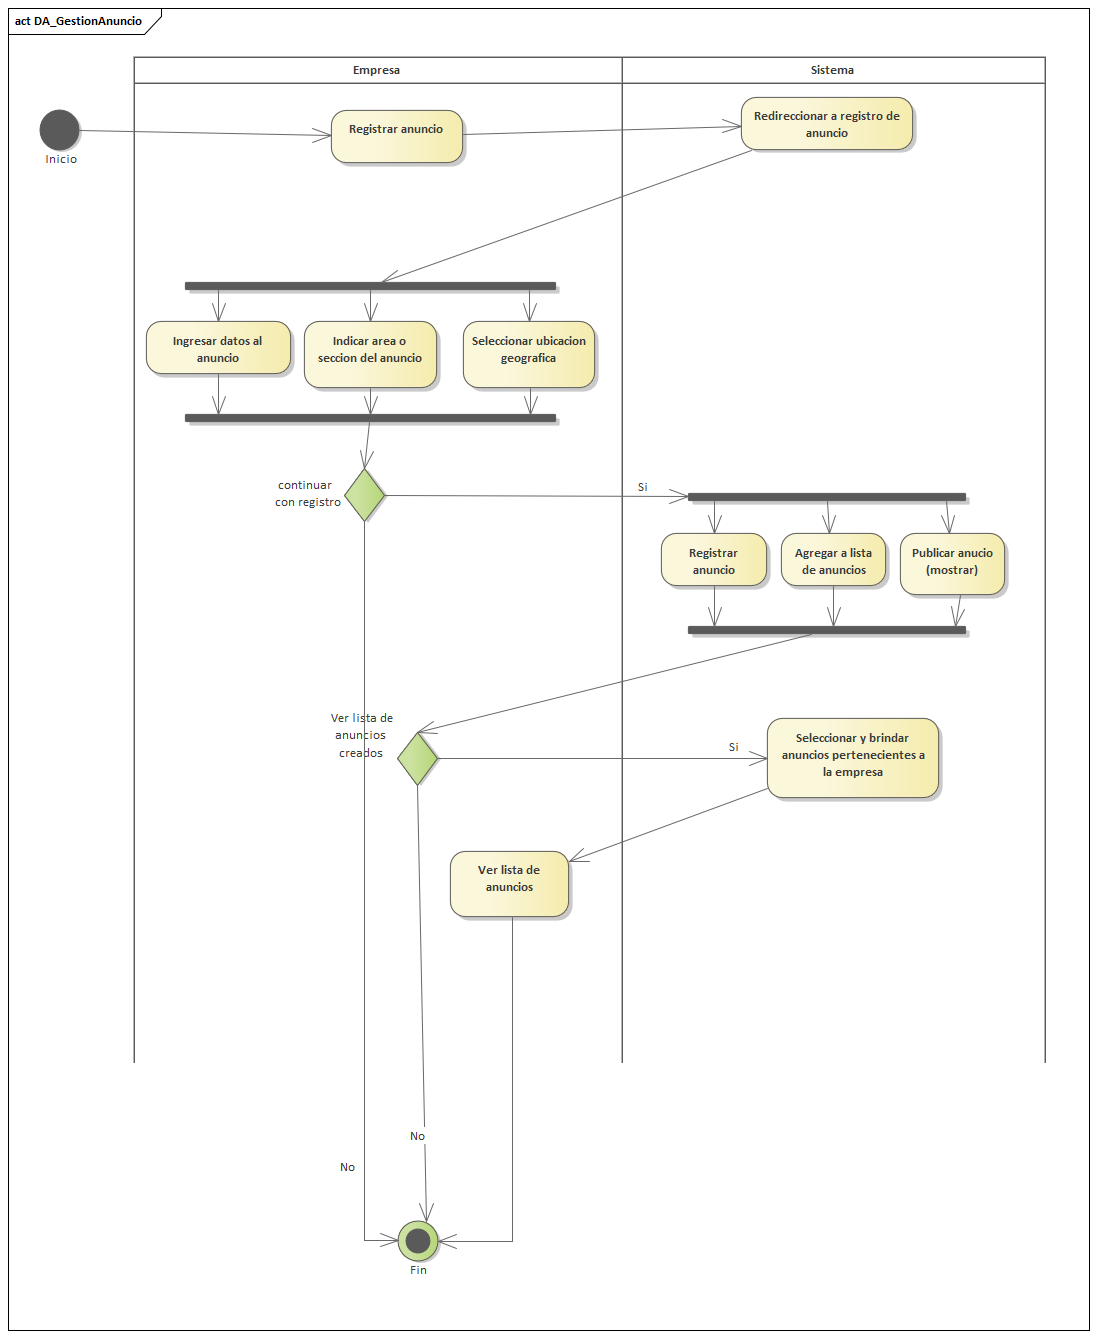 act DA_GestionAnuncio
Empresa
Sistema
Inicio
Registrar anuncio
Redireccionar a registro de
anuncio
Ingresar datos al
anuncio
Indicar area o
seccion del anuncio
Seleccionar ubicacion
geografica
continuar
con registro
Si
Registrar
anuncio
Agregar a lista
de anuncios
Publicar anucio
(mostrar)
Ver lista de
anuncios
creados
Si
Seleccionar y brindar
anuncios pertenecientes a
la empresa
Ver lista de
anuncios
No
No
Fin